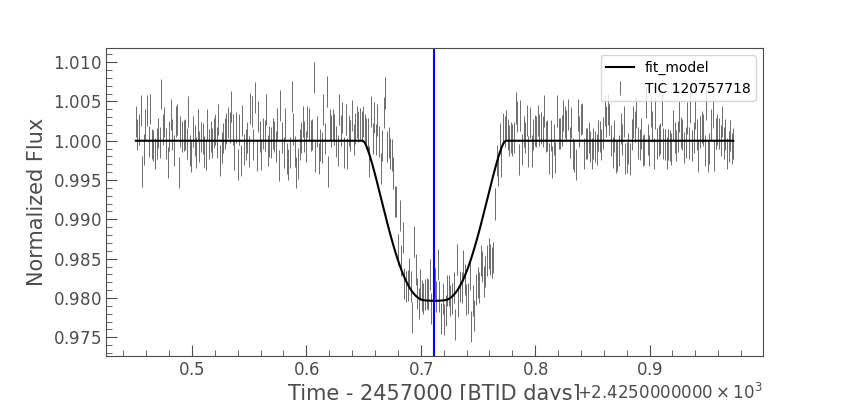 1.010
1.005
1.000
0.995
0.990
0.985
0.980
0.975
Normalized Flux
fit_model
TIC 120757718
0.5 0.6 0.7 0.8 0.9
Time - 2457000 [BTJD days]
+2.4250000000 × 10³